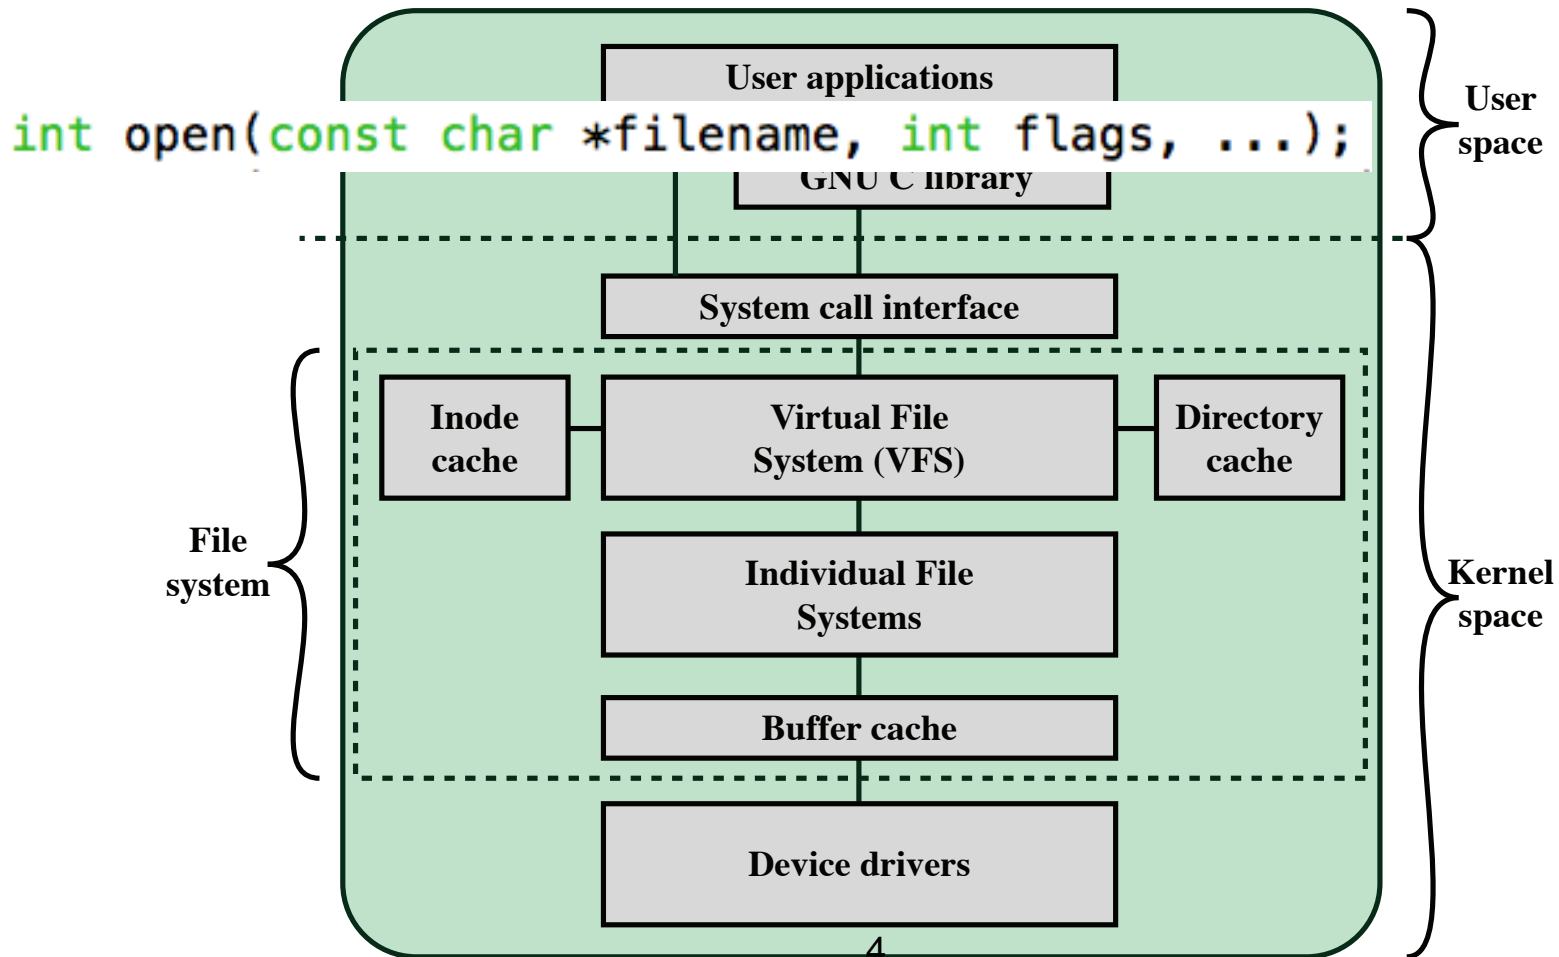 User applications
int open(const char *filename, int flags, ...);
GNU C library
User
space
System call interface
Inode
cache
Virtual File
System (VFS)
Directory
cache
File
system
Individual File
Systems
Kernel
space
Buffer cache
Device drivers
4